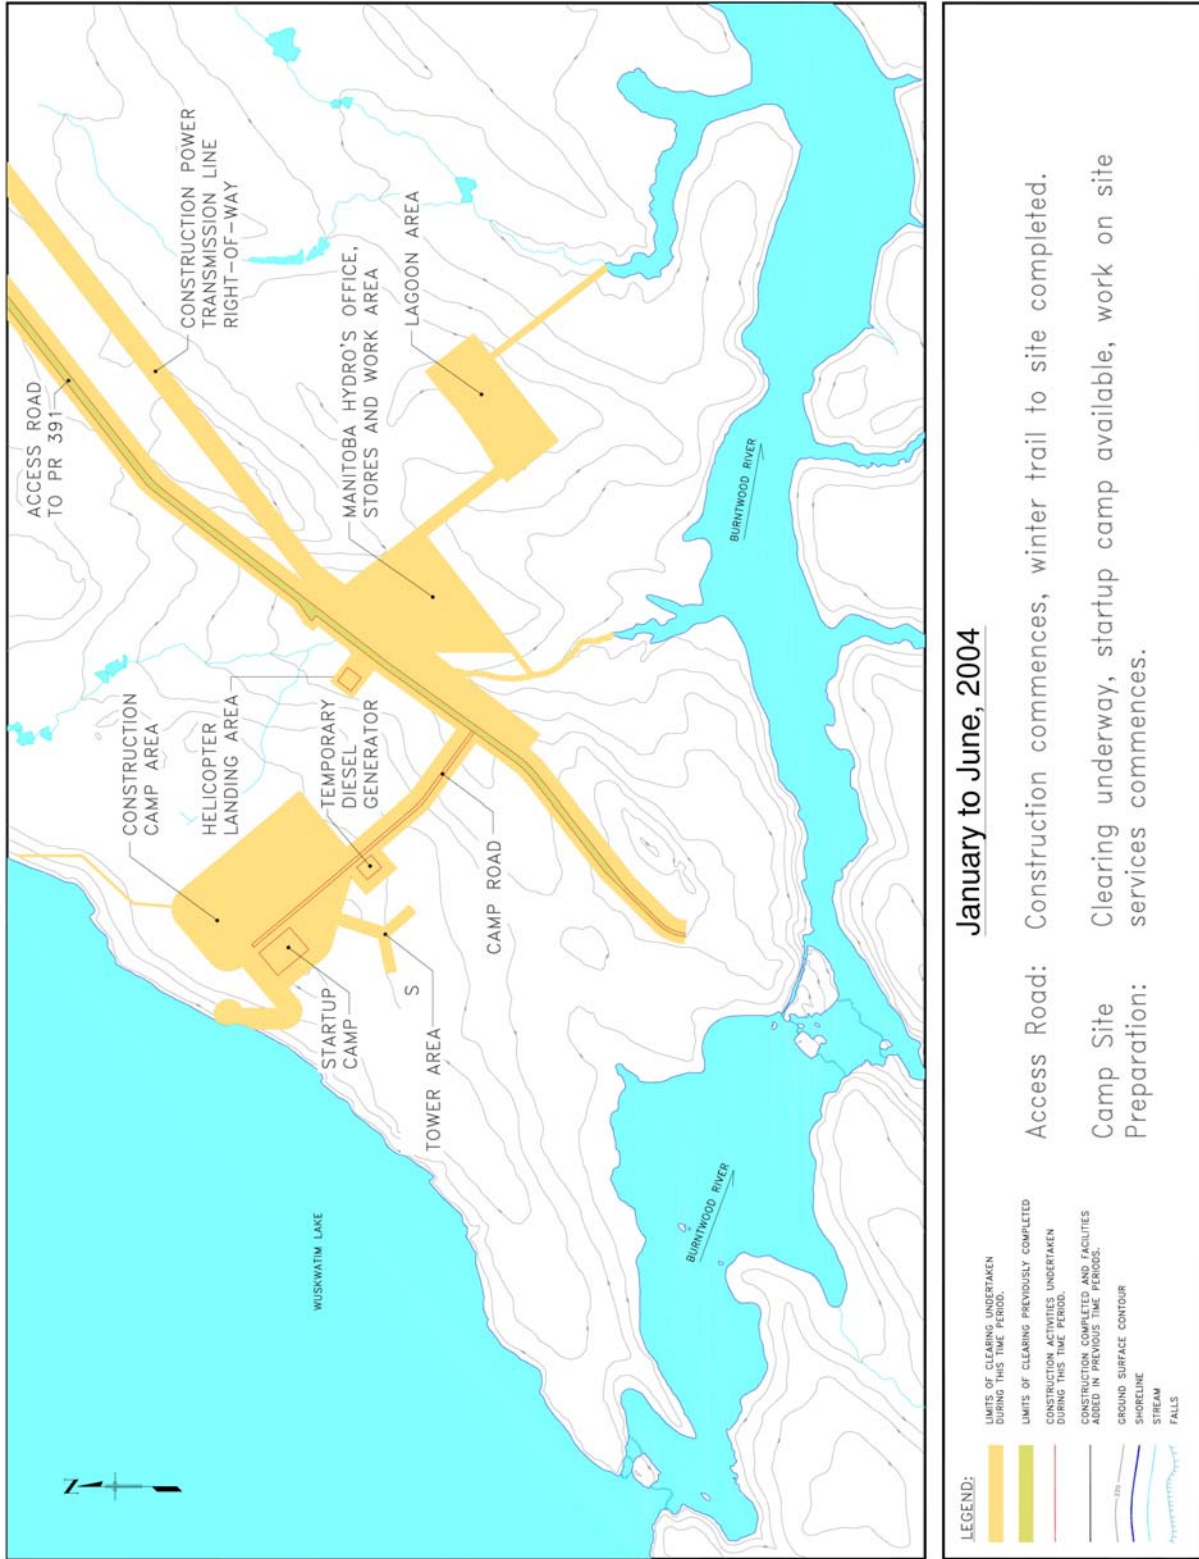 ACCESS ROAD
TO PR 391
CONSTRUCTION POWER
TRANSMISSION LINE
RIGHT-OF-WAY
CONSTRUCTION
CAMP AREA
HELICOPTER
LANDING AREA
MANITOBA HYDRO'S OFFICE,
STORES AND WORK AREA
LAGOON AREA
TEMPORARY
DIESEL
GENERATOR
STARTUP
CAMP
S
TOWER AREA
CAMP ROAD
WUSKWATIM LAKE
BURNTWOOD RIVER
BURNTWOOD RIVER
N
LEGEND:
LIMITS OF CLEARING UNDERTAKEN
DURING THIS TIME PERIOD.
LIMITS OF CLEARING PREVIOUSLY COMPLETED
CONSTRUCTION ACTIVITIES UNDERTAKEN
DURING THIS TIME PERIOD.
CONSTRUCTION COMPLETED AND FACILITIES
ADDED IN PREVIOUS TIME PERIODS.
GROUND SURFACE CONTOUR
SHORELINE
STREAM
FALLS
January to June, 2004
Access Road: Construction commences, winter trail to site completed.
Camp Site Clearing underway, startup camp available, work on site
Preparation: services commences.